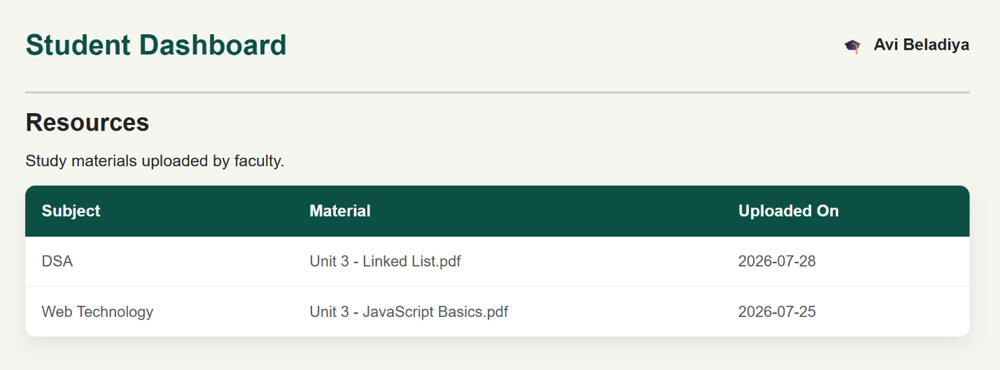 Student Dashboard
Avi Beladiya
Resources
Study materials uploaded by faculty.
Subject Material Uploaded On
DSA Unit 3 - Linked List.pdf 2026-07-28
Web Technology Unit 3 - JavaScript Basics.pdf 2026-07-25